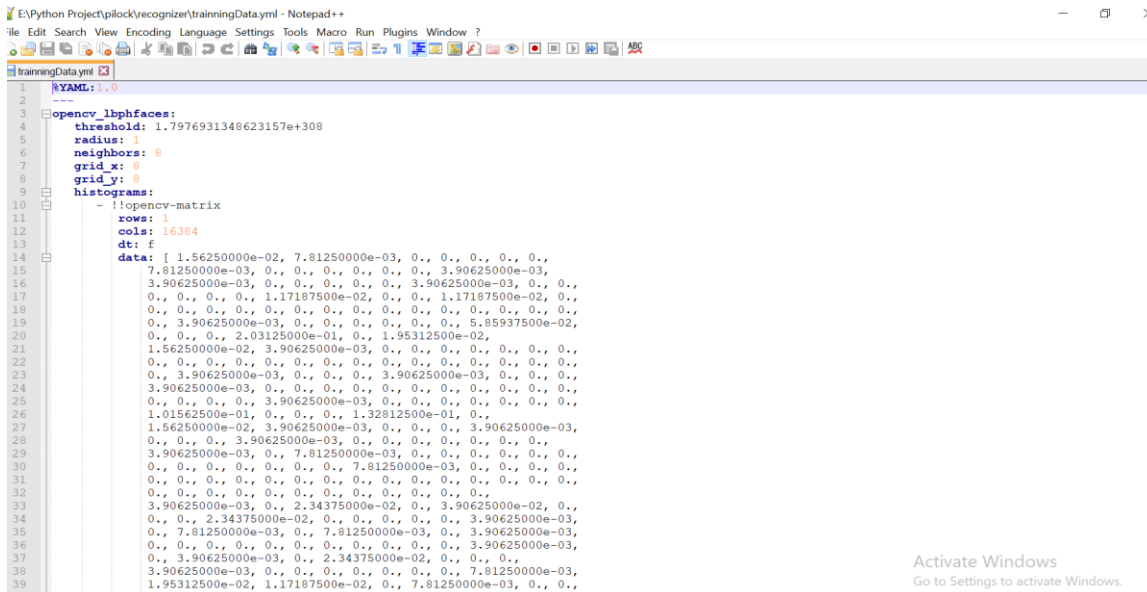 E:\Python Project\pilock\recognizer\trainningData.yml - Notepad++
File Edit Search View Encoding Language Settings Tools Macro Run Plugins Window ?
trainningData.yml
1 %YAML:1.0
2 ---
3 opencv_lbphfaces:
4 threshold: 1.7976931348623157e+308
5 radius: 1
6 neighbors: 8
7 grid_x: 8
8 grid_y: 8
9 histograms:
10 - !!opencv-matrix
11 rows: 1
12 cols: 16384
13 dt: f
14 data: [ 1.56250000e-02, 7.81250000e-03, 0., 0., 0., 0.,
15 7.81250000e-03, 0., 0., 0., 0., 0., 0., 3.90625000e-03,
16 3.90625000e-03, 0., 0., 0., 0., 0., 3.90625000e-03, 0., 0.,
17 0., 0., 0., 0., 1.17187500e-02, 0., 0., 1.17187500e-02, 0.,
18 0., 0., 0., 0., 0., 0., 0., 0., 0., 0., 0., 0., 0., 0., 0.,
19 0., 3.90625000e-03, 0., 0., 0., 0., 0., 0., 5.85937500e-02,
20 0., 0., 0., 2.03125000e-01, 0., 1.95312500e-02,
21 1.56250000e-02, 3.90625000e-03, 0., 0., 0., 0., 0., 0., 0.,
22 0., 0., 0., 0., 0., 0., 0., 0., 0., 0., 0., 0., 0., 0., 0.,
23 0., 3.90625000e-03, 0., 0., 0., 3.90625000e-03, 0., 0., 0.,
24 3.90625000e-03, 0., 0., 0., 0., 0., 0., 0., 0., 0., 0., 0.,
25 0., 0., 0., 0., 3.90625000e-03, 0., 0., 0., 0., 0., 0., 0.,
26 1.01562500e-01, 0., 0., 0., 1.32812500e-01, 0.,
27 1.56250000e-02, 3.90625000e-03, 0., 0., 0., 3.90625000e-03,
28 0., 0., 0., 3.90625000e-03, 0., 0., 0., 0., 0., 0.,
29 3.90625000e-03, 0., 7.81250000e-03, 0., 0., 0., 0., 0., 0.,
30 0., 0., 0., 0., 0., 0., 0., 7.81250000e-03, 0., 0., 0., 0.,
31 0., 0., 0., 0., 0., 0., 0., 0., 0., 0., 0., 0., 0., 0., 0.,
32 0., 0., 0., 0., 0., 0., 0., 0., 0., 0., 0., 0.,
33 3.90625000e-03, 0., 2.34375000e-02, 0., 3.90625000e-02, 0.,
34 0., 0., 2.34375000e-02, 0., 0., 0., 0., 0., 3.90625000e-03,
35 0., 7.81250000e-03, 0., 7.81250000e-03, 0., 3.90625000e-03,
36 0., 0., 0., 0., 0., 0., 0., 0., 0., 0., 0., 3.90625000e-03,
37 0., 3.90625000e-03, 0., 2.34375000e-02, 0., 0., 0.,
38 3.90625000e-03, 0., 0., 0., 0., 0., 0., 0., 7.81250000e-03,
39 1.95312500e-02, 1.17187500e-02, 0., 7.81250000e-03, 0., 0.,
Activate Windows
Go to Settings to activate Windows.